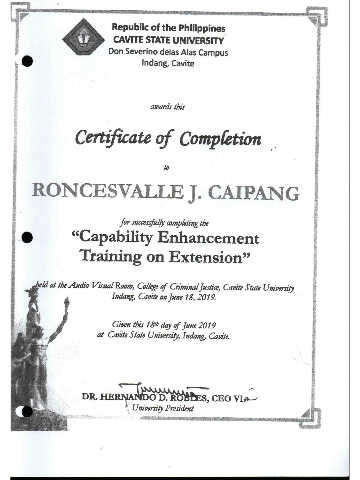 Republic of the Philippines
CAVITE STATE UNIVERSITY
Don Severino delas Alas Campus
Indang, Cavite
awards this
Certificate of Completion
to
RONCESVALLE J. CAIPANG
for successfully completing the
“Capability Enhancement
Training on Extension”
held at the Audio Visual Room, College of Criminal Justice, Cavite State University
Indang, Cavite on June 18, 2019.
Given this 18th day of June 2019
at Cavite State University, Indang, Cavite.
DR. HERNANDO D. ROBLES, CEO VI
University President